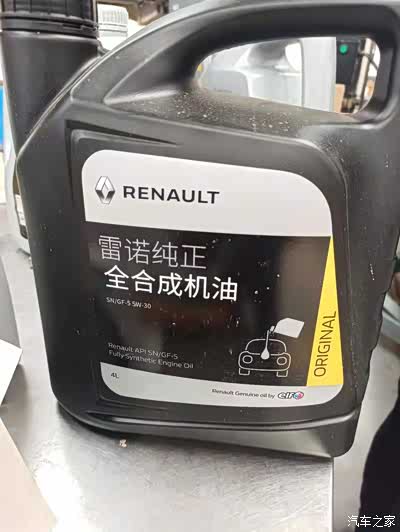 RENAULT
雷诺纯正
全合成机油
SN/GF-5 5W-30
Renault API SN/GF-5
Fully Synthetic Engine Oil
4L
ORIGINAL
Renault Genuine oil by elf
汽车之家